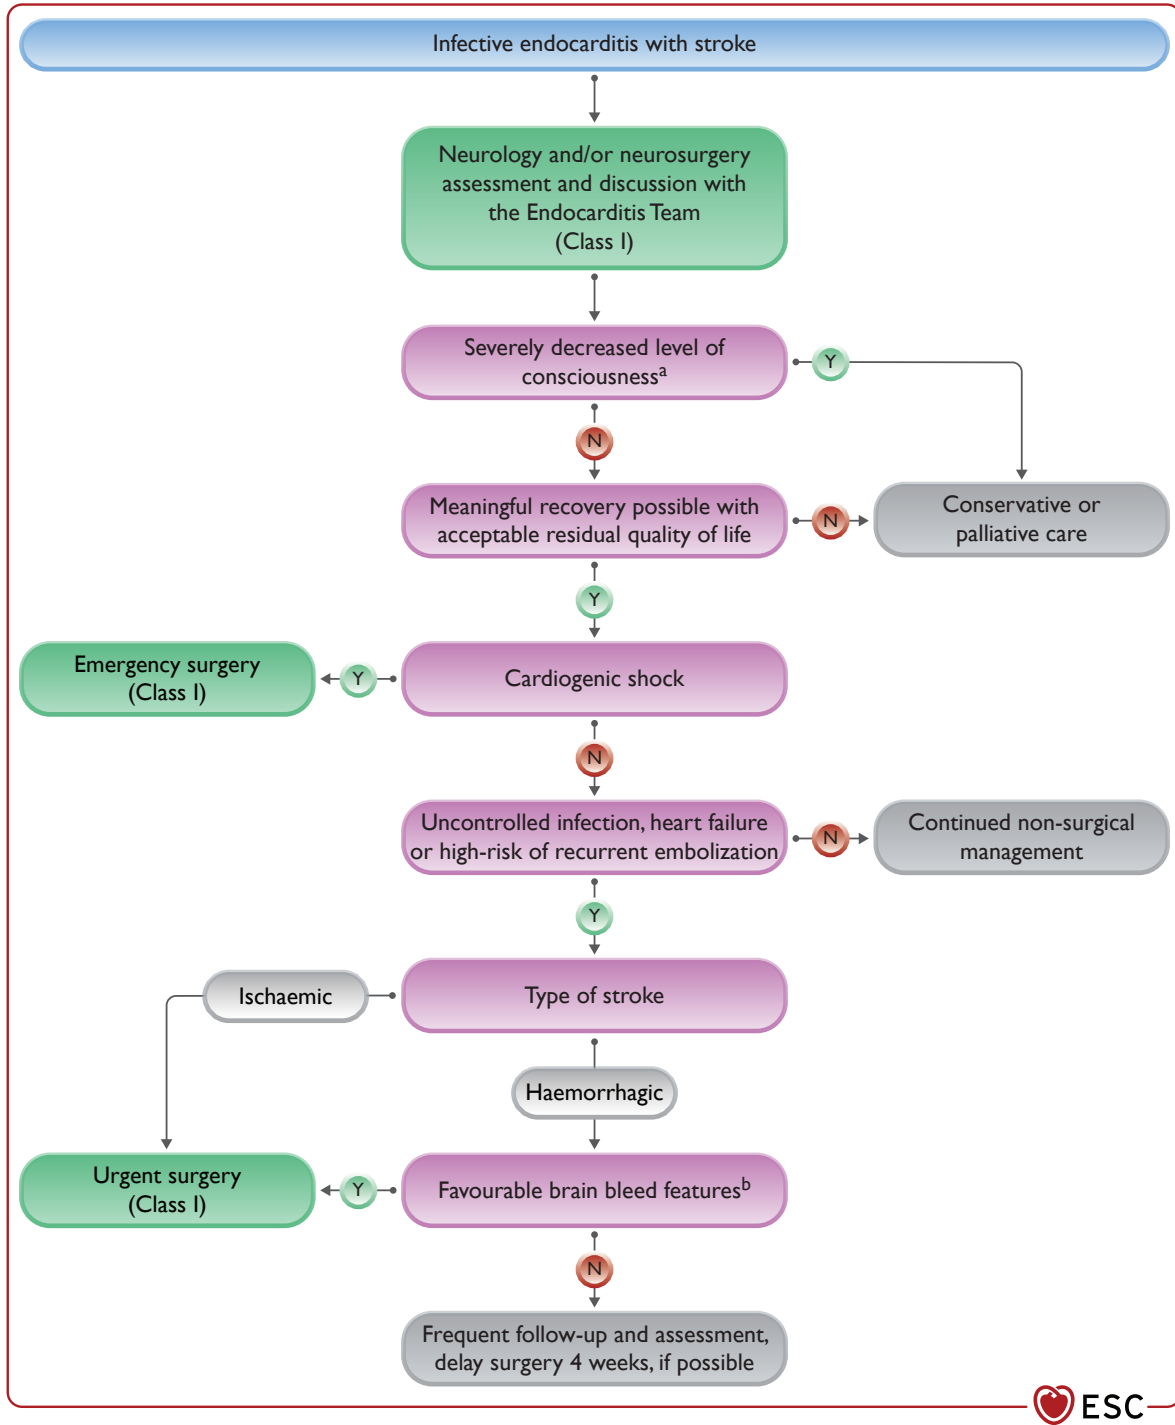 Infective endocarditis with stroke
Neurology and/or neurosurgery
assessment and discussion with
the Endocarditis Team
(Class I)
Severely decreased level of
consciousnessᵃ
Y
N
Meaningful recovery possible with
acceptable residual quality of life
N
Conservative or
palliative care
Y
Emergency surgery
(Class I)
Y
Cardiogenic shock
N
Uncontrolled infection, heart failure
or high-risk of recurrent embolization
N
Continued non-surgical
management
Y
Ischaemic
Type of stroke
Haemorrhagic
Urgent surgery
(Class I)
Y
Favourable brain bleed featuresᵇ
N
Frequent follow-up and assessment,
delay surgery 4 weeks, if possible
ESC